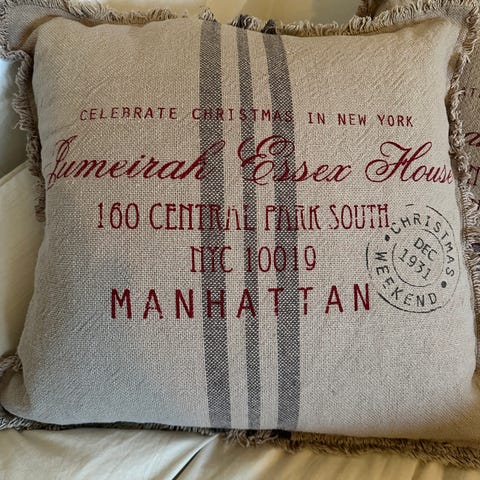 CELEBRATE CHRISTMAS IN NEW YORK
Jumeirah Essex House
160 CENTRAL PARK SOUTH
NYC 10019
MANHATTAN
CHRISTMAS
DEC
1931
WEEKEND